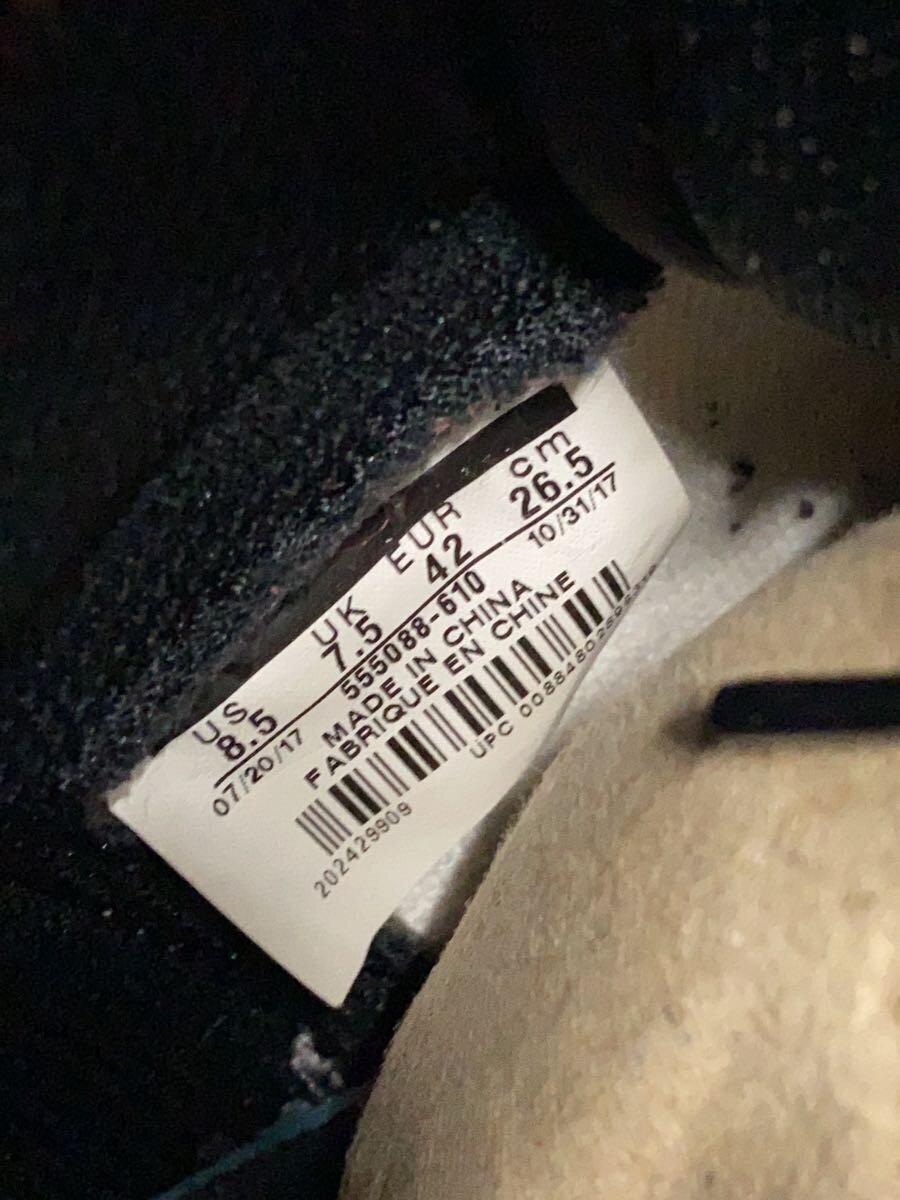 US UK EUR cm
8.5 7.5 42 26.5
07/20/17 555088-610 10/31/17
MADE IN CHINA
FABRIQUE EN CHINE
UPC
202429909